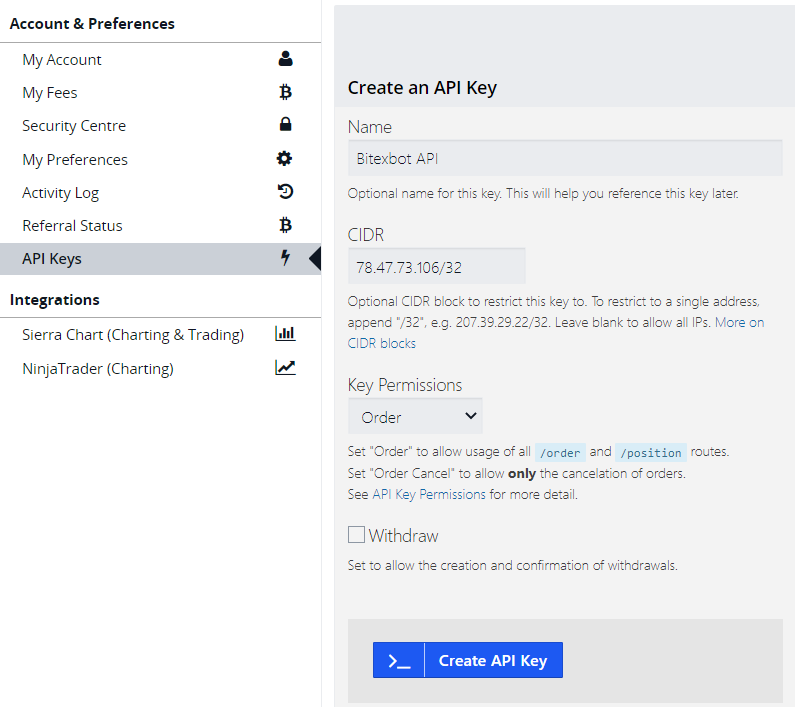 Account & Preferences
My Account
My Fees
Security Centre
My Preferences
Activity Log
Referral Status
API Keys
Integrations
Sierra Chart (Charting & Trading)
NinjaTrader (Charting)
Create an API Key
Name
Bitexbot API
Optional name for this key. This will help you reference this key later.
CIDR
78.47.73.106/32
Optional CIDR block to restrict this key to. To restrict to a single address,
append "/32", e.g. 207.39.29.22/32. Leave blank to allow all IPs. More on
CIDR blocks
Key Permissions
Order
Set "Order" to allow usage of all /order and /position routes.
Set "Order Cancel" to allow only the cancelation of orders.
See API Key Permissions for more detail.
Withdraw
Set to allow the creation and confirmation of withdrawals.
Create API Key